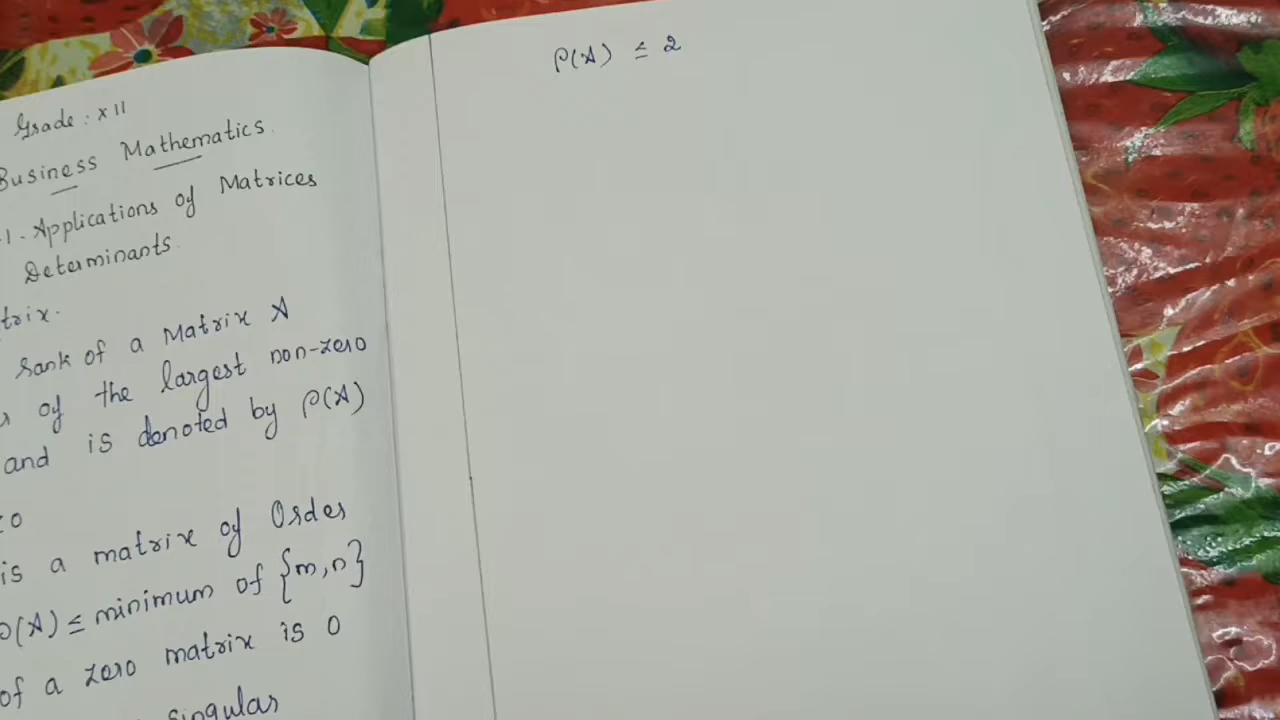 Grade : XII
Business Mathematics.
1. Applications of Matrices
Determinants.
rank of a Matrix A
of the largest non-zero
and is denoted by ρ(A)
is a matrix of Order
ρ(A) ≤ minimum of {m,n}
of a zero matrix is 0
singular
ρ(A) ≤ 2